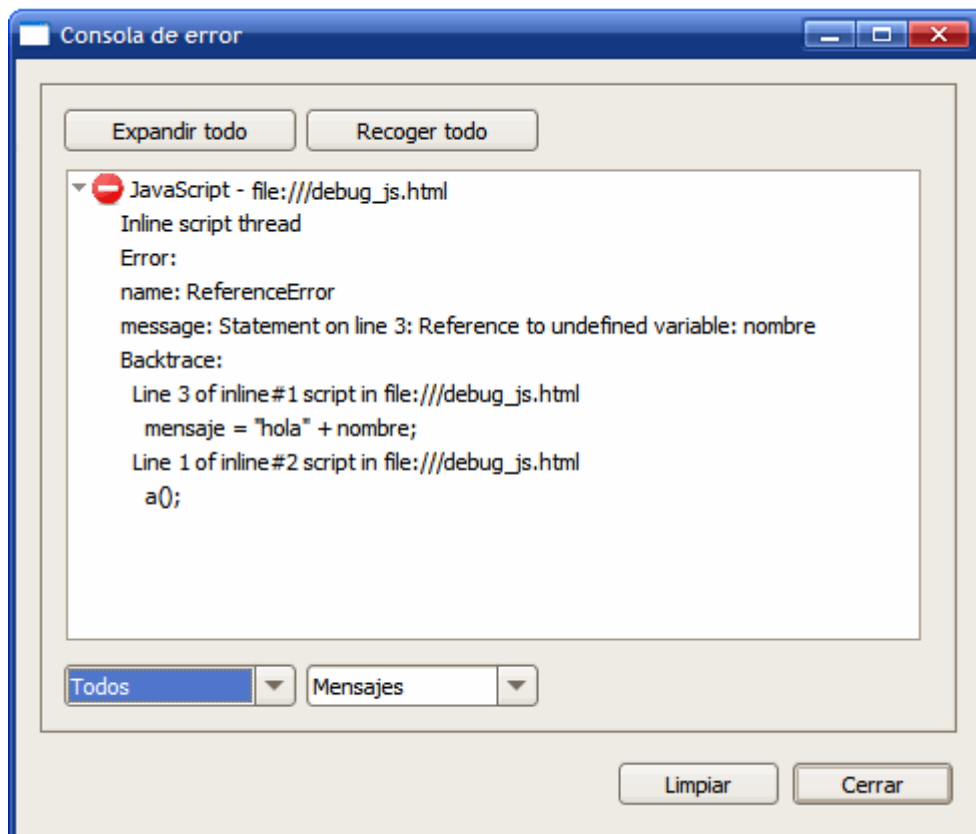 Consola de error
Expandir todo
Recoger todo
JavaScript - file:///debug_js.html
Inline script thread
Error:
name: ReferenceError
message: Statement on line 3: Reference to undefined variable: nombre
Backtrace:
Line 3 of inline#1 script in file:///debug_js.html
mensaje = "hola" + nombre;
Line 1 of inline#2 script in file:///debug_js.html
a();
Todos
Mensajes
Limpiar
Cerrar